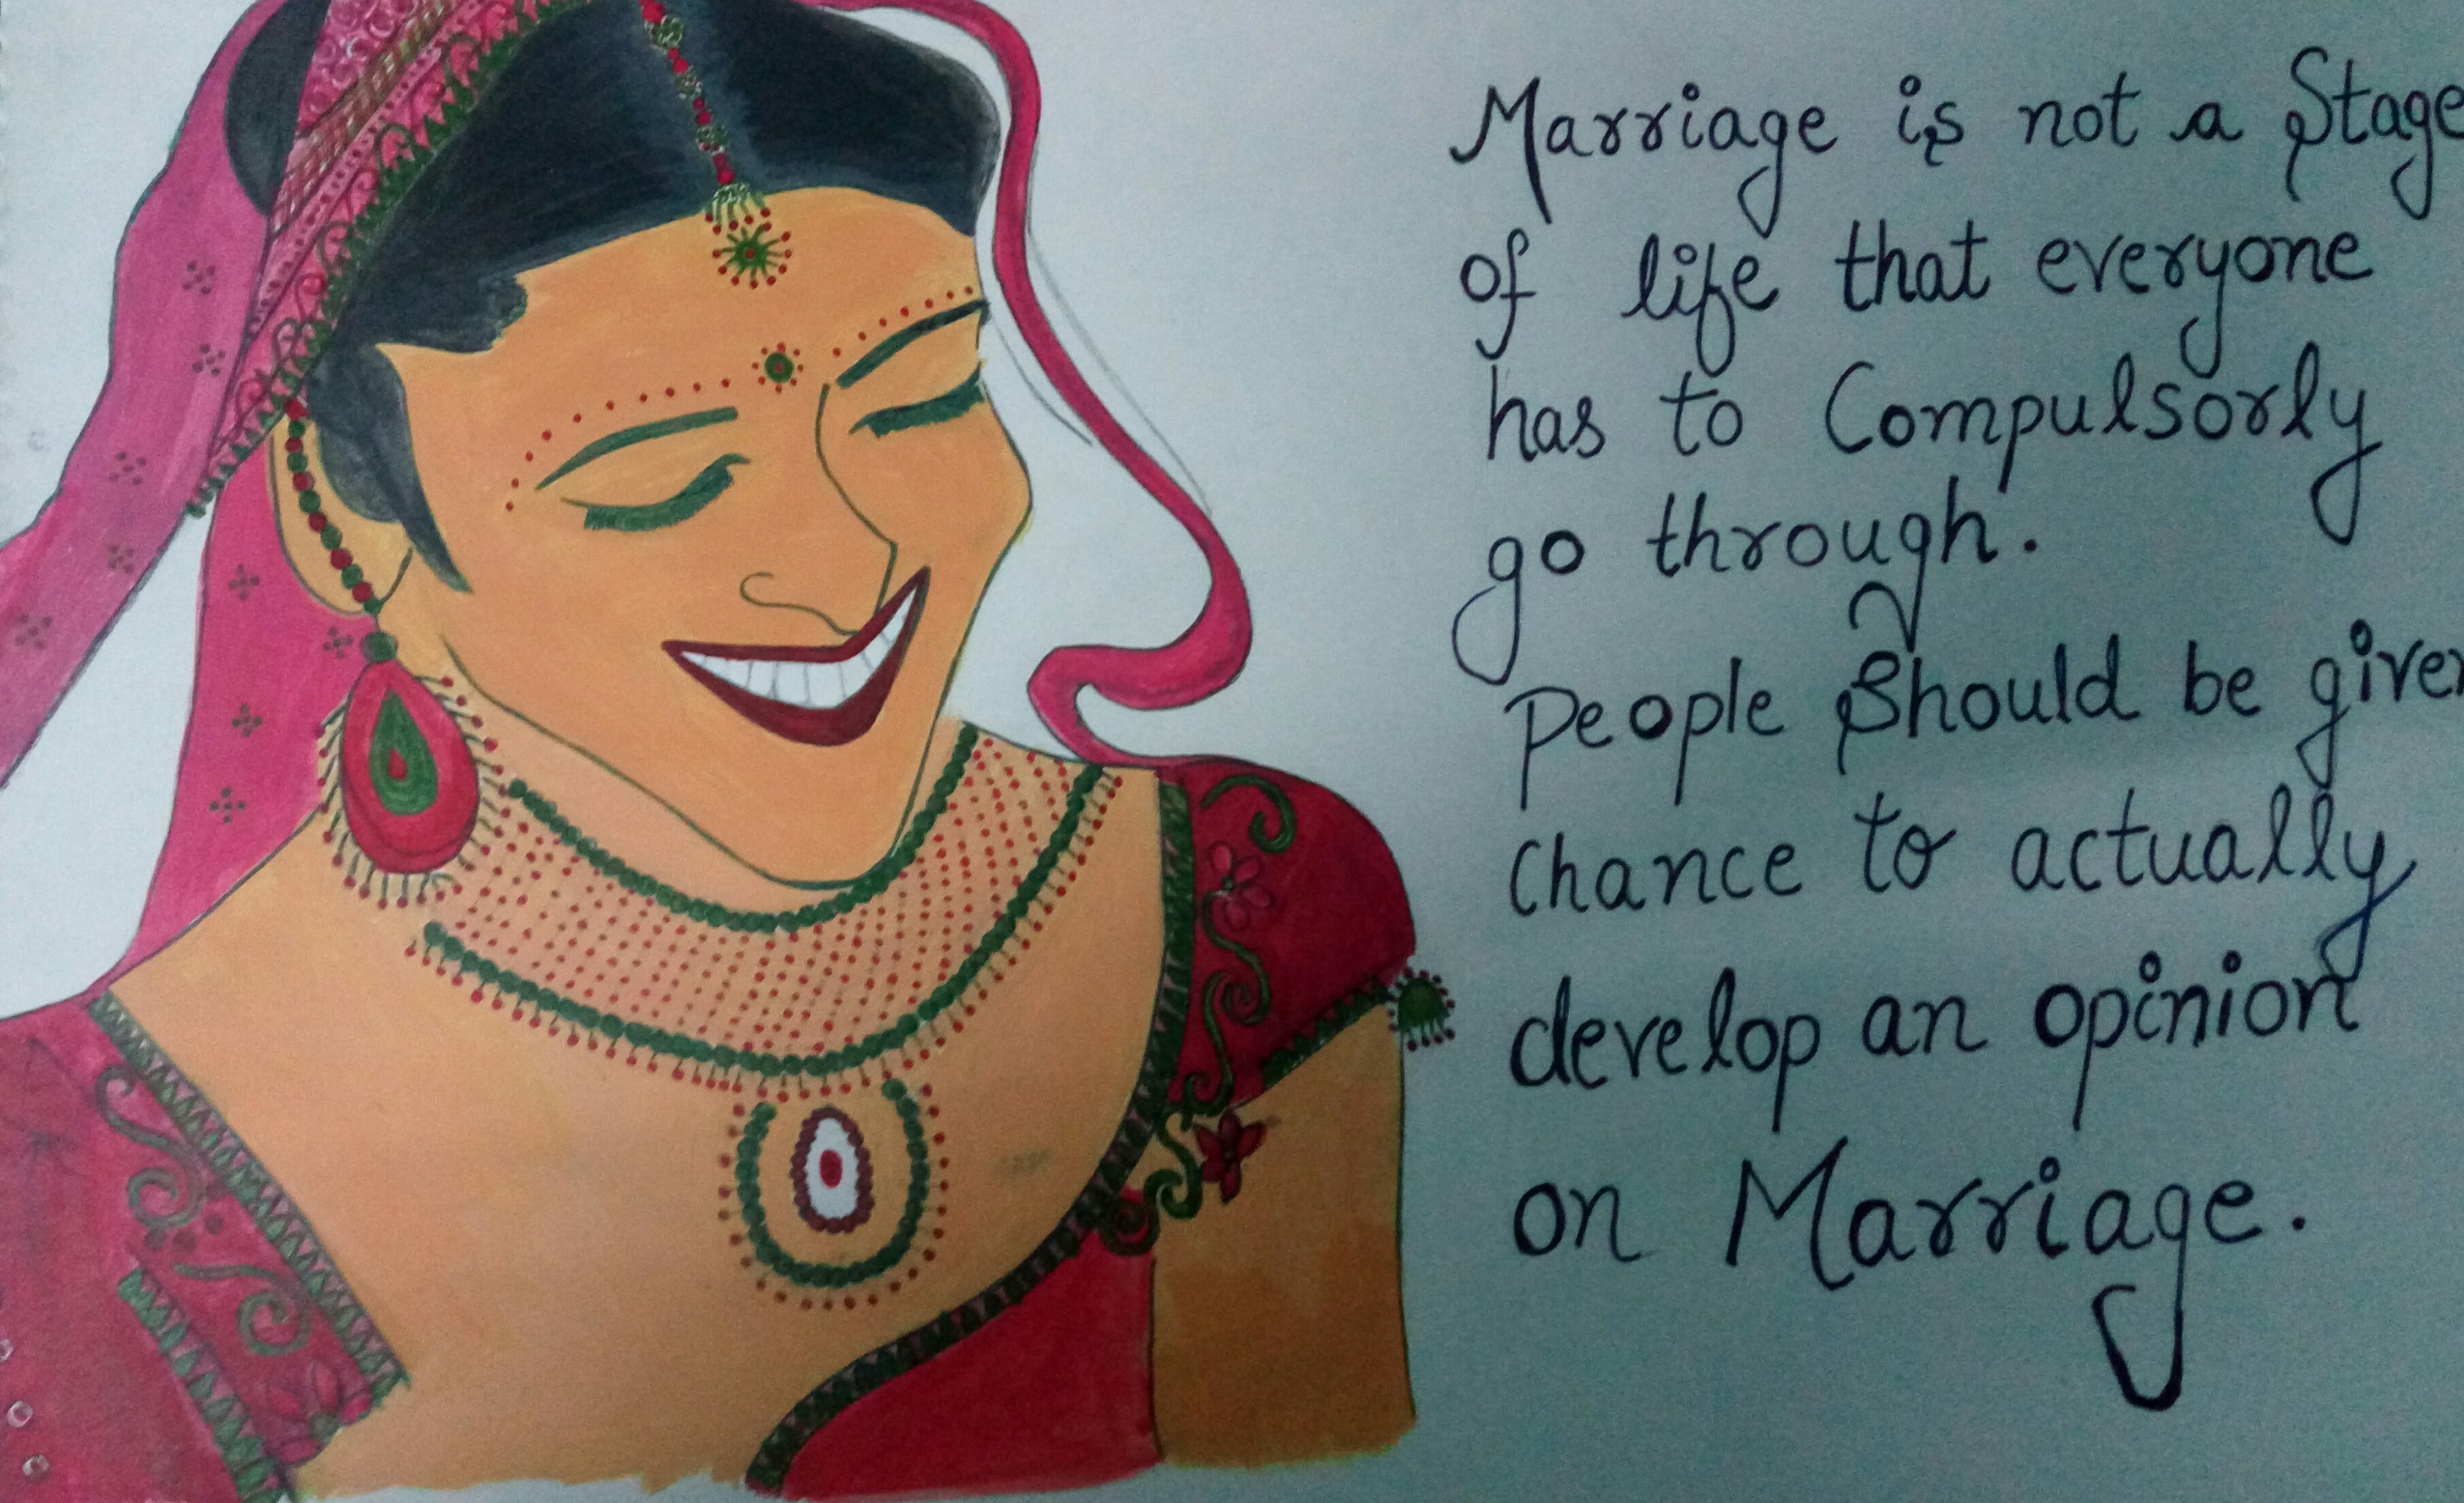 Marriage is not a Stage
of life that everyone
has to Compulsorly
go through.
People Should be given
Chance to actually
develop an opinion
on Marriage.